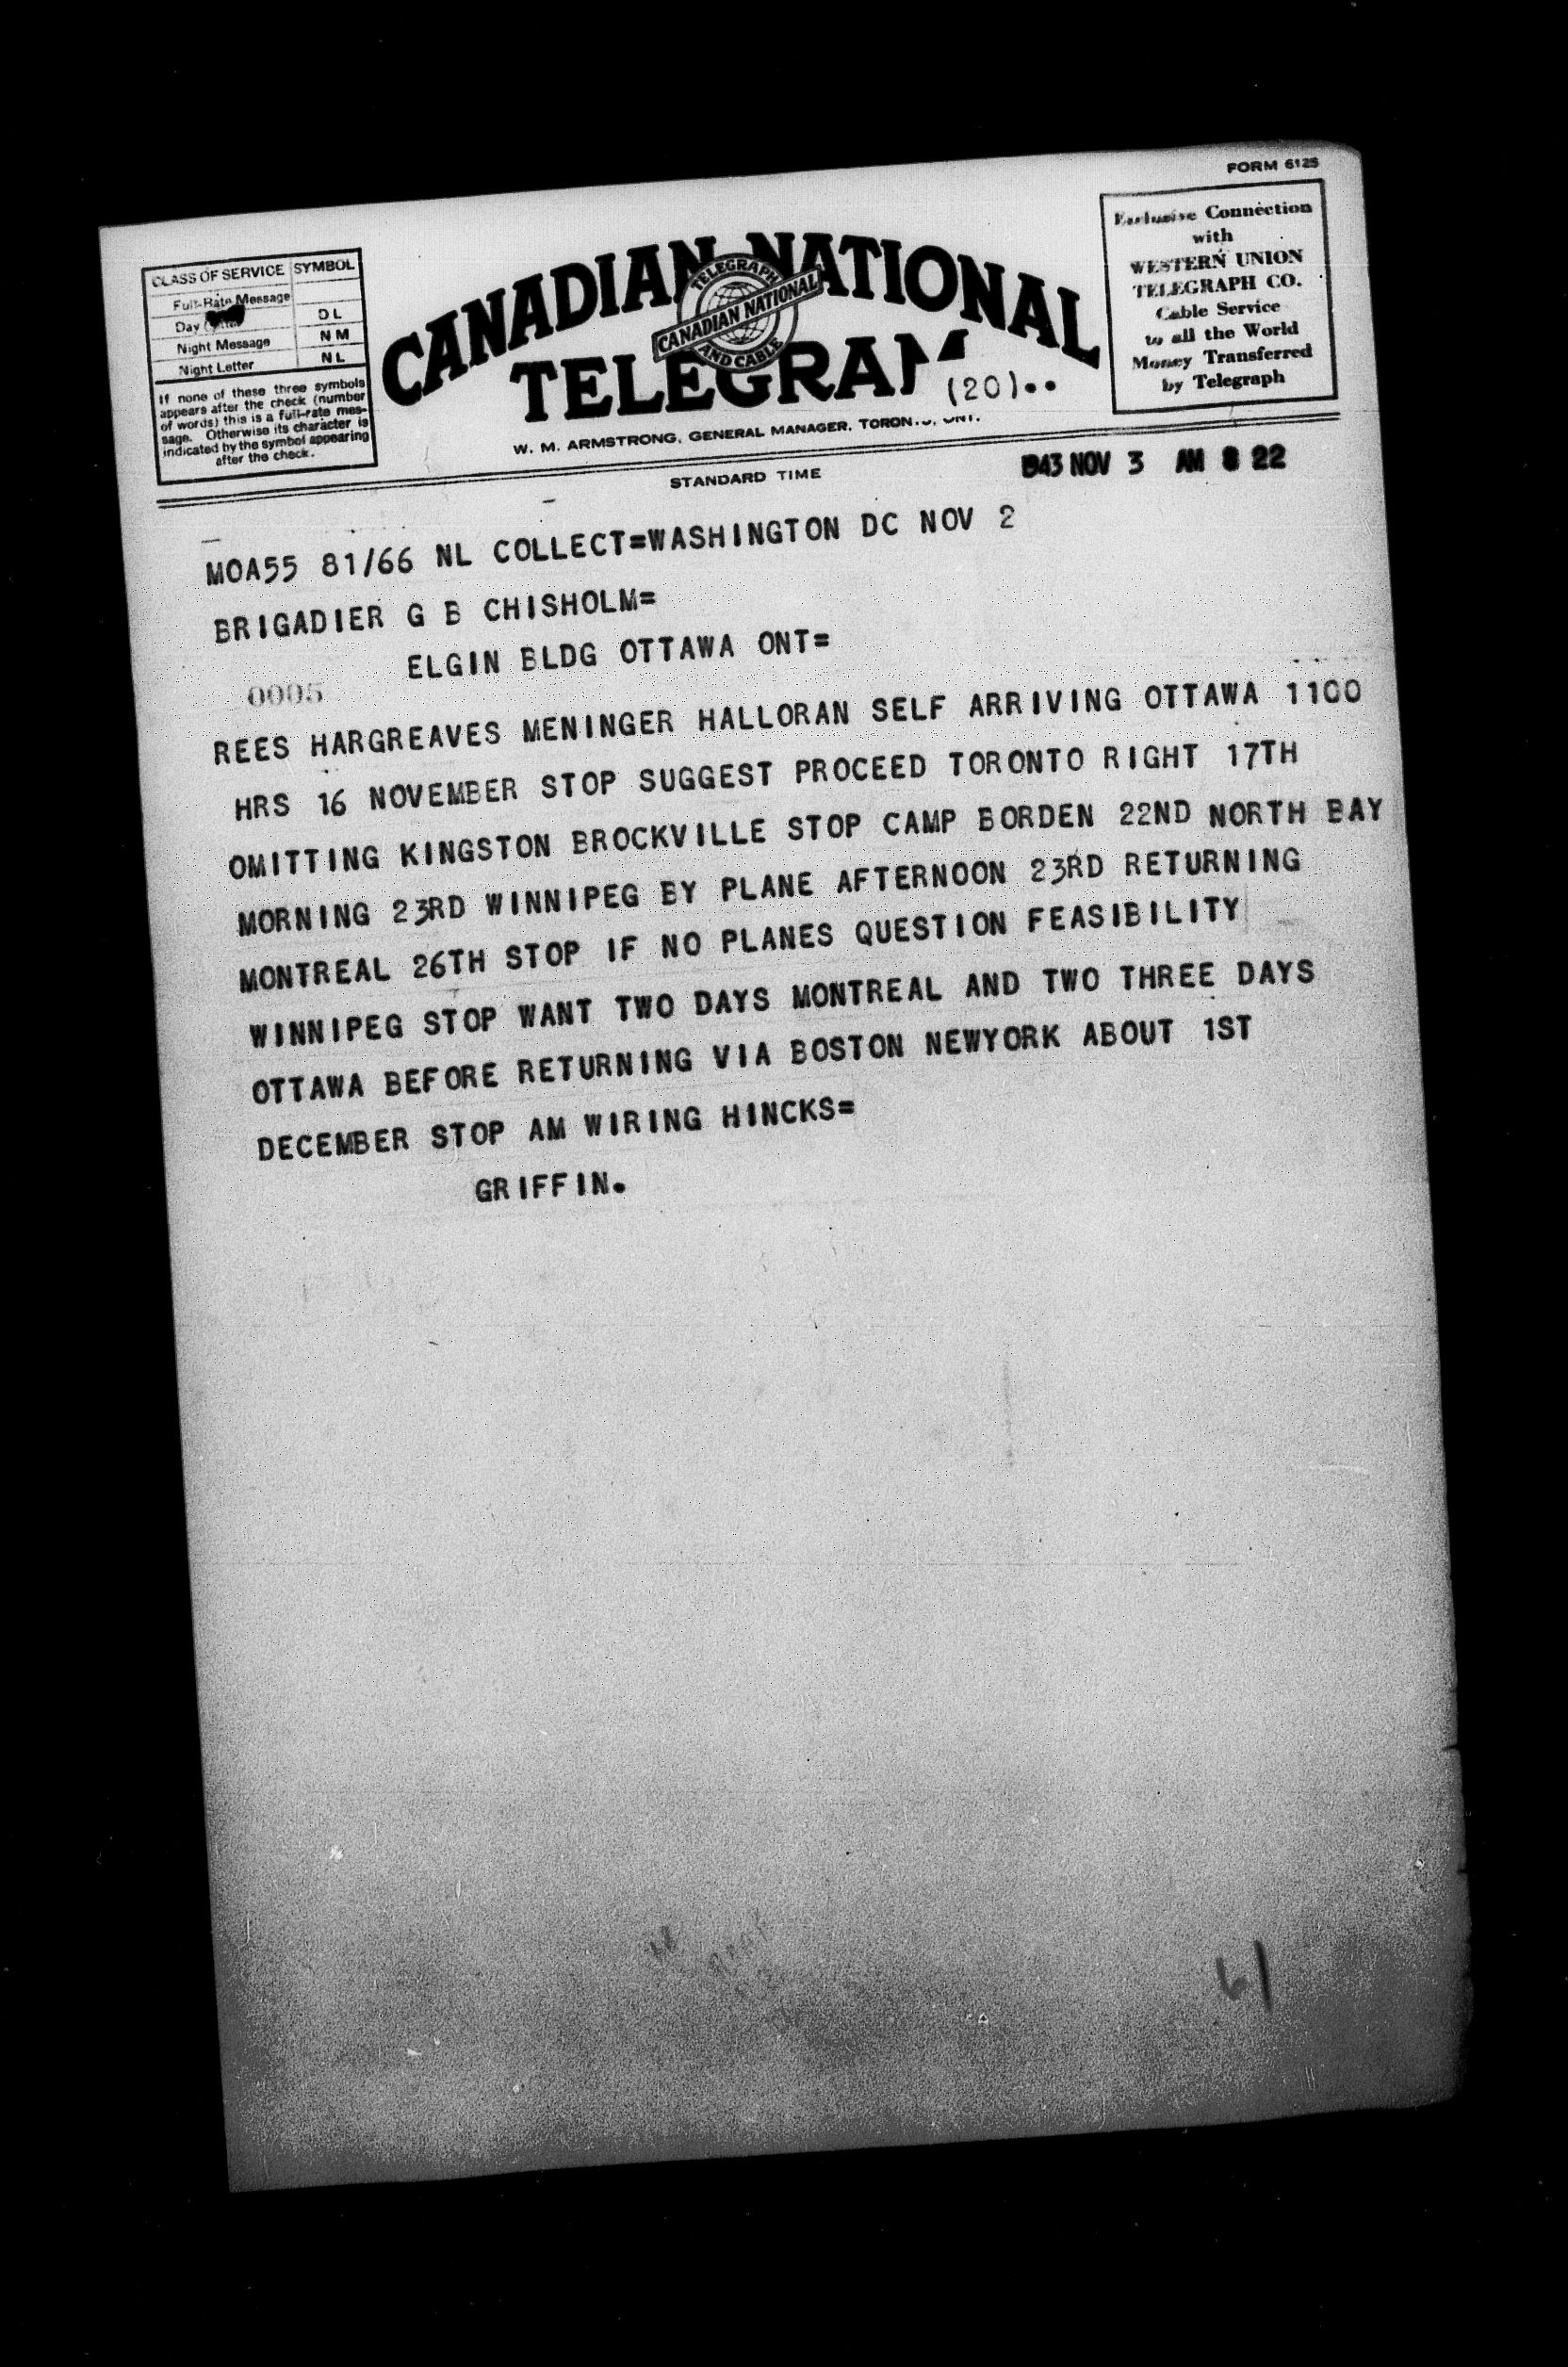 FORM 6125
CLASS OF SERVICE SYMBOL
Full-Rate Message
Day DL
Night Message NM
Night Letter NL
If none of these three symbols
appears after the check (number
of words) this is a full-rate mes-
sage. Otherwise its character is
indicated by the symbol appearing
after the check.
CANADIAN NATIONAL
TELEGRAM
TELEGRAPH
CANADIAN NATIONAL
AND CABLE
(20)..
W. M. ARMSTRONG, GENERAL MANAGER, TORONTO, ONT.
Exclusive Connection
with
WESTERN UNION
TELEGRAPH CO.
Cable Service
to all the World
Money Transferred
by Telegraph
STANDARD TIME
1943 NOV 3 AM 8 22
MOA55 81/66 NL COLLECT=WASHINGTON DC NOV 2
BRIGADIER G B CHISHOLM=
ELGIN BLDG OTTAWA ONT=
0005
REES HARGREAVES MENINGER HALLORAN SELF ARRIVING OTTAWA 1100
HRS 16 NOVEMBER STOP SUGGEST PROCEED TORONTO RIGHT 17TH
OMITTING KINGSTON BROCKVILLE STOP CAMP BORDEN 22ND NORTH BAY
MORNING 23RD WINNIPEG BY PLANE AFTERNOON 23RD RETURNING
MONTREAL 26TH STOP IF NO PLANES QUESTION FEASIBILITY
WINNIPEG STOP WANT TWO DAYS MONTREAL AND TWO THREE DAYS
OTTAWA BEFORE RETURNING VIA BOSTON NEWYORK ABOUT 1ST
DECEMBER STOP AM WIRING HINCKS=
GRIFFIN.
61